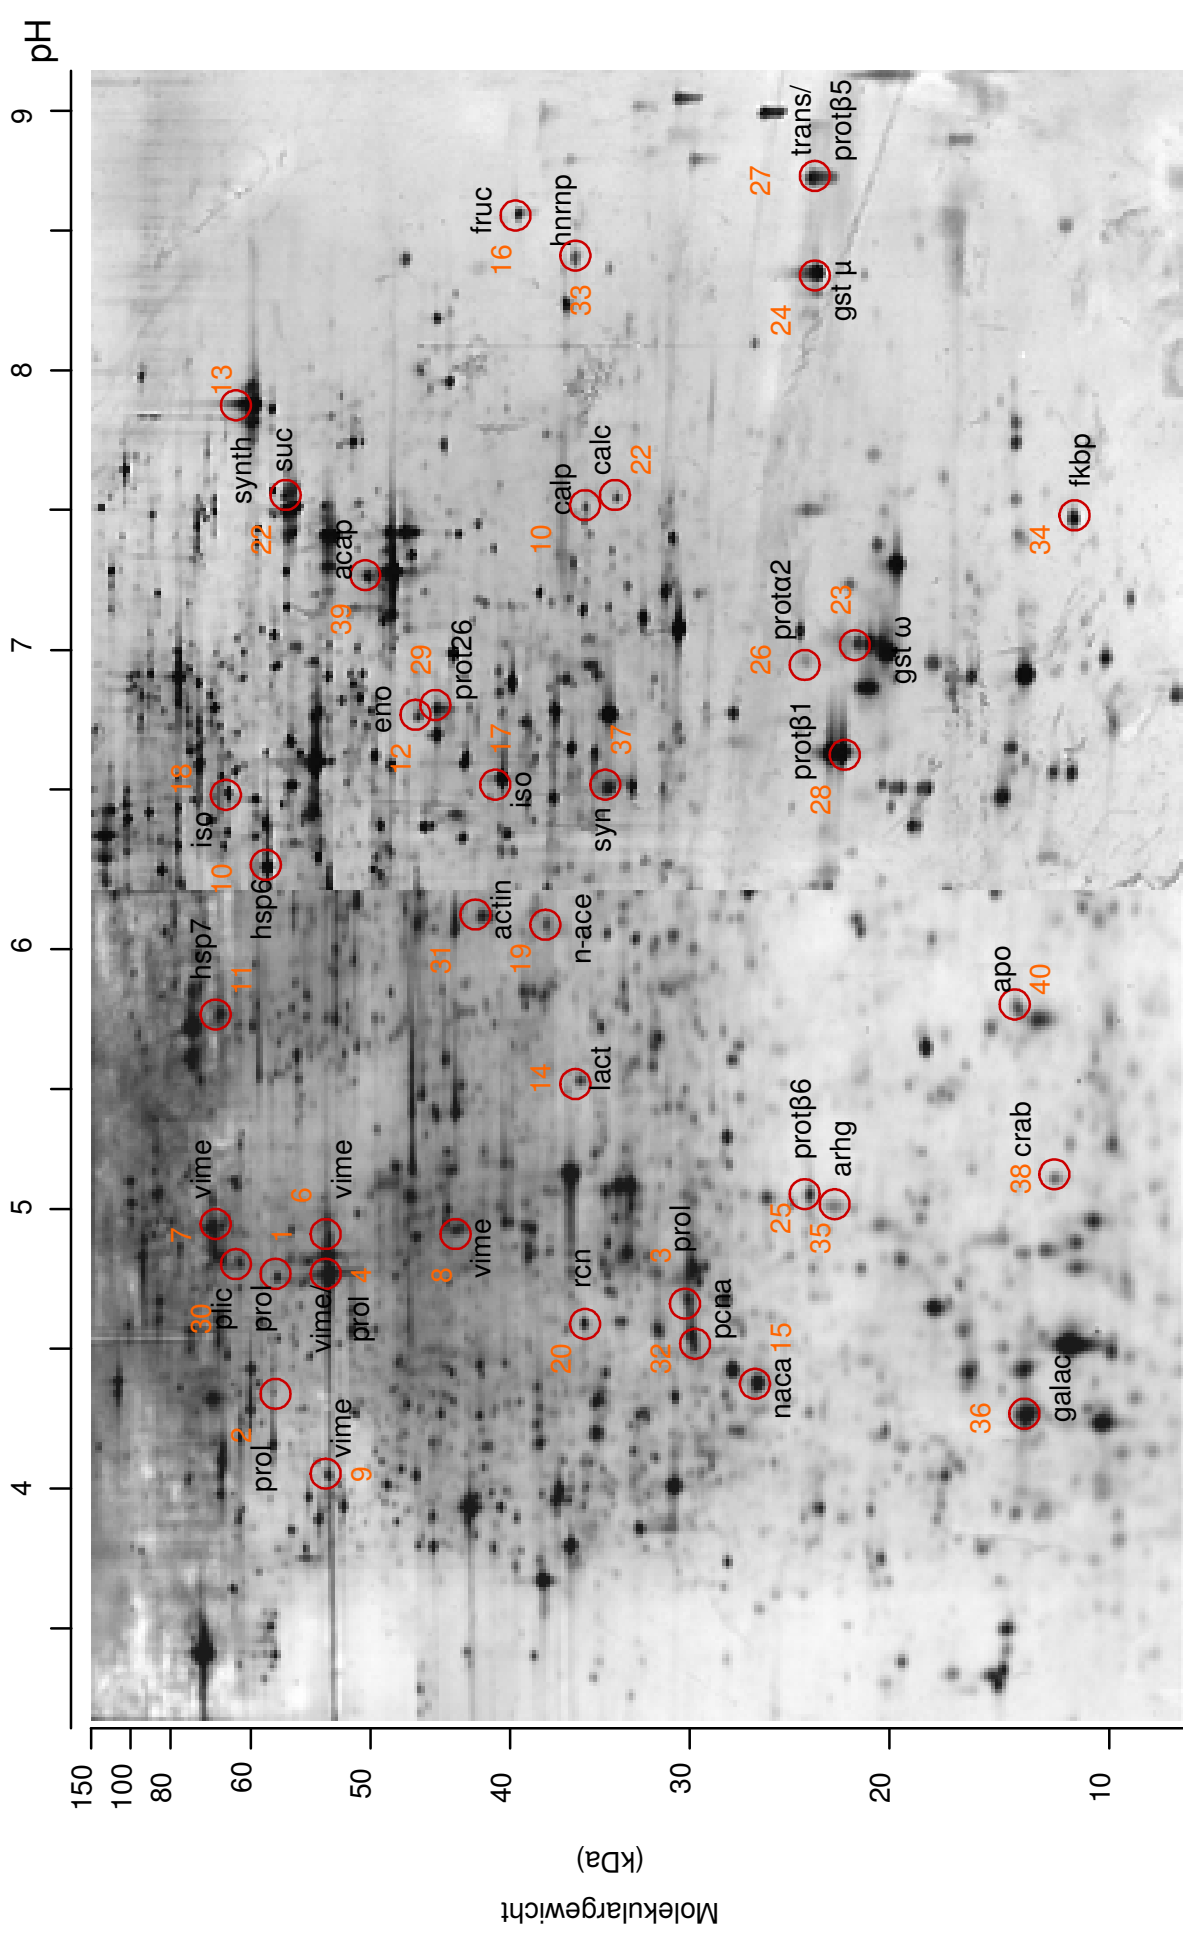 pH
4
5
6
7
8
9
Molekulargewicht
(kDa)
150
100
80
60
50
40
30
20
10
7
vime
30
plic
1
prol
2
prol
6
vime
4
vime/
prol
9
vime
8
vime
hsp7
11
18
iso
10
hsp6
13
synth
22
suc
39
acap
29
prot26
12
eno
17
iso
31
actin
19
n-ace
14
lact
20
rcn
3
prol
32
pcna
15
naca
16
fruc
33
hnrnp
10
calp
22
calc
37
syn
27
trans/
protβ5
24
gst μ
26
protα2
23
gst ω
28
protβ1
25
protβ6
35
arhg
34
fkbp
40
apo
38
crab
36
galac